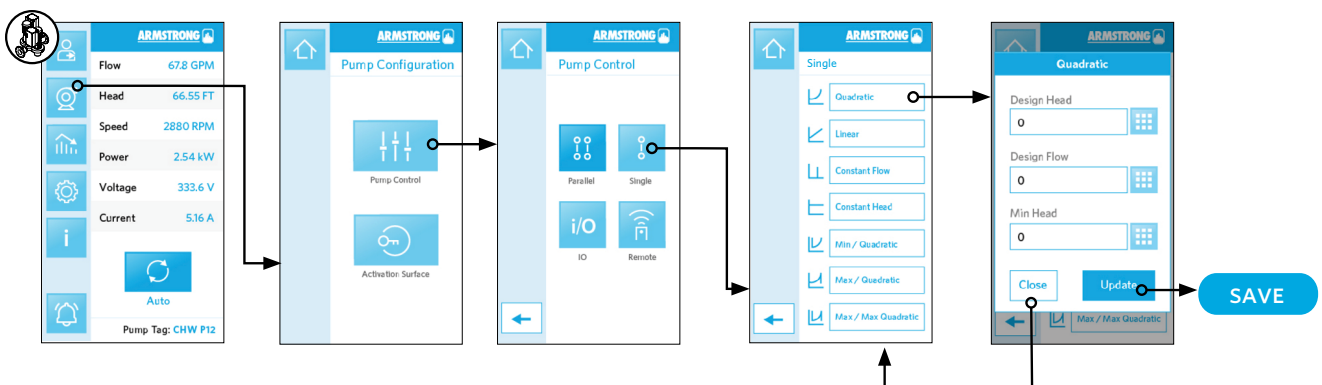 ARMSTRONG
Flow 67.8 GPM
Head 66.55 FT
Speed 2880 RPM
Power 2.54 kW
Voltage 333.6 V
Current 5.16 A
i
Auto
Pump Tag: CHW P12
ARMSTRONG
Pump Configuration
Pump Control
Activation Surface
ARMSTRONG
Pump Control
Parallel Single
i/O
IO Remote
ARMSTRONG
Single
Quadratic
Linear
Constant Flow
Constant Head
Min / Quadratic
Max / Quadratic
Max / Max Quadratic
ARMSTRONG
Quadratic
Design Head
0
Design Flow
0
Min Head
0
Close Update
Max / Max Quadratic
SAVE